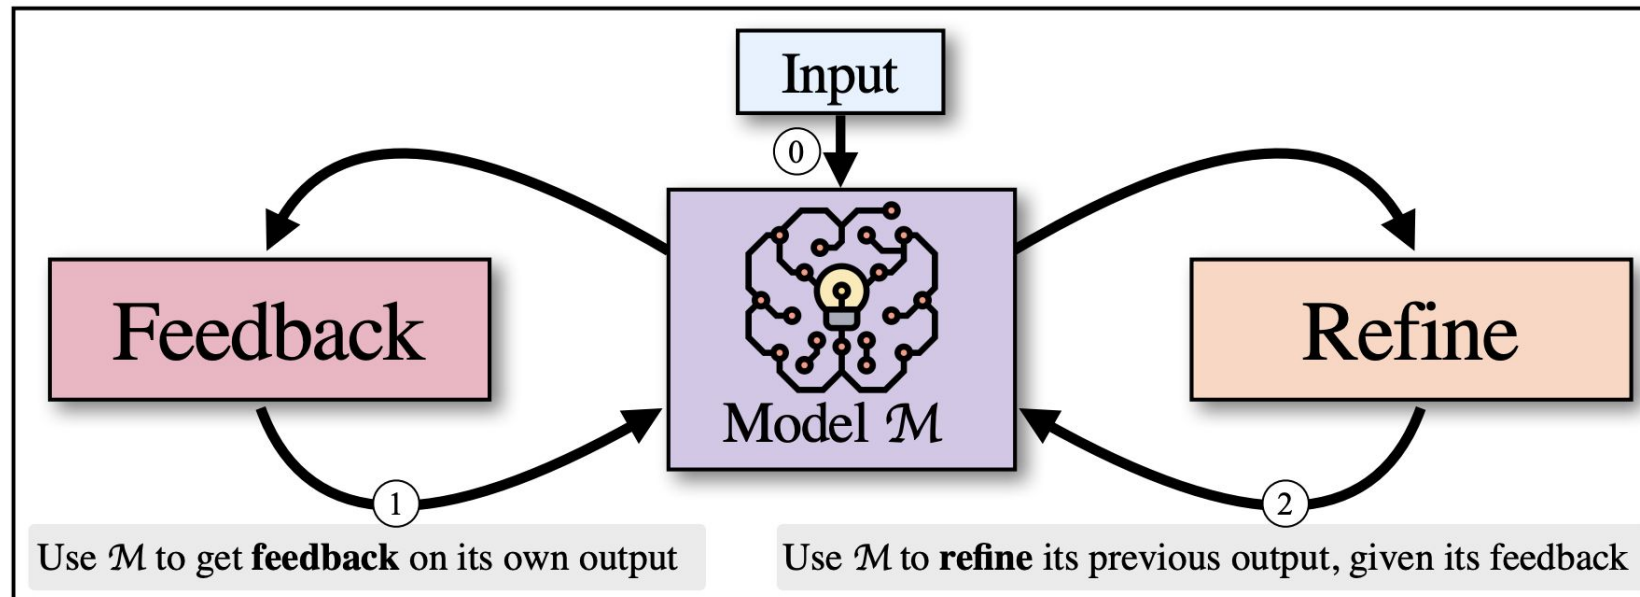 Input
0
Feedback
Model ℳ
Refine
1
2
Use ℳ to get feedback on its own output
Use ℳ to refine its previous output, given its feedback